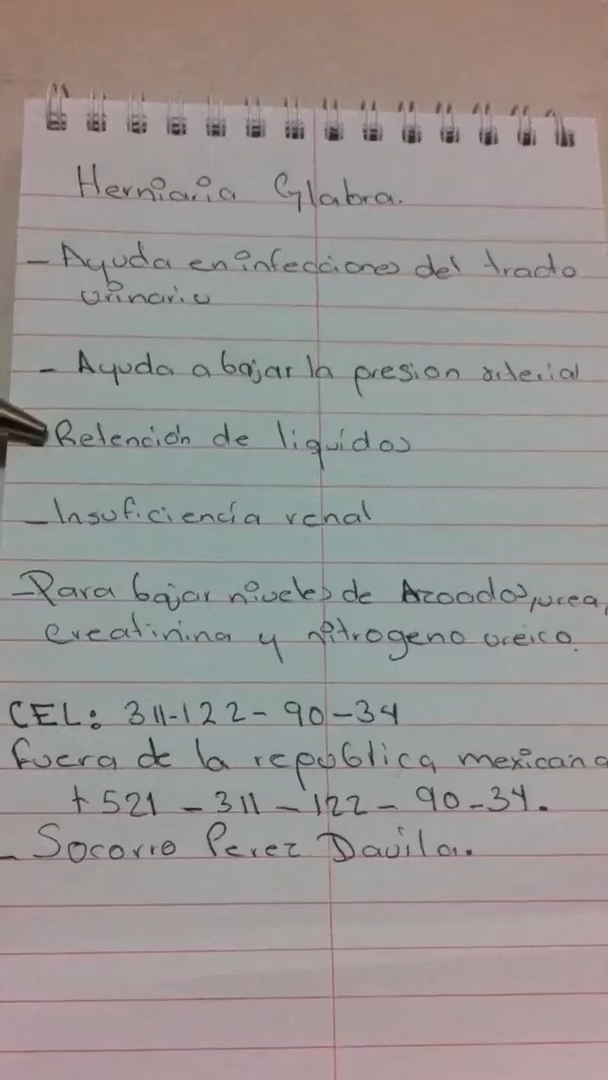 Herniaria Glabra.
- Ayuda en infecciones del tracto
urinario
- Ayuda a bajar la presion arterial
Retención de liquidos
- Insuficiencia renal
- Para bajar niveles de Azoados, urea,
creatinina y nitrogeno ureico.
CEL: 311-122-90-34
fuera de la republica mexicana
+521-311-122-90-34.
- Socorro Perez Davila.